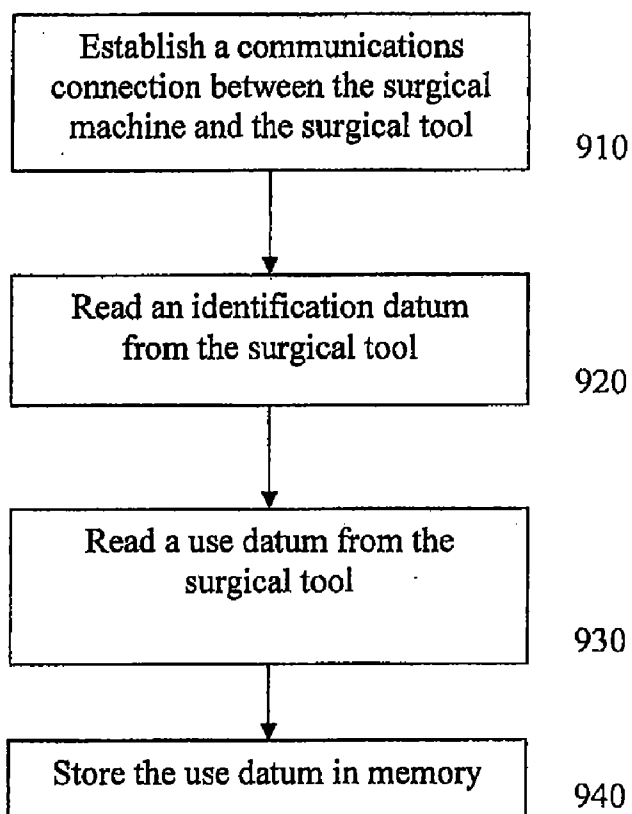 Establish a communications
connection between the surgical
machine and the surgical tool
910
Read an identification datum
from the surgical tool
920
Read a use datum from the
surgical tool
930
Store the use datum in memory
940